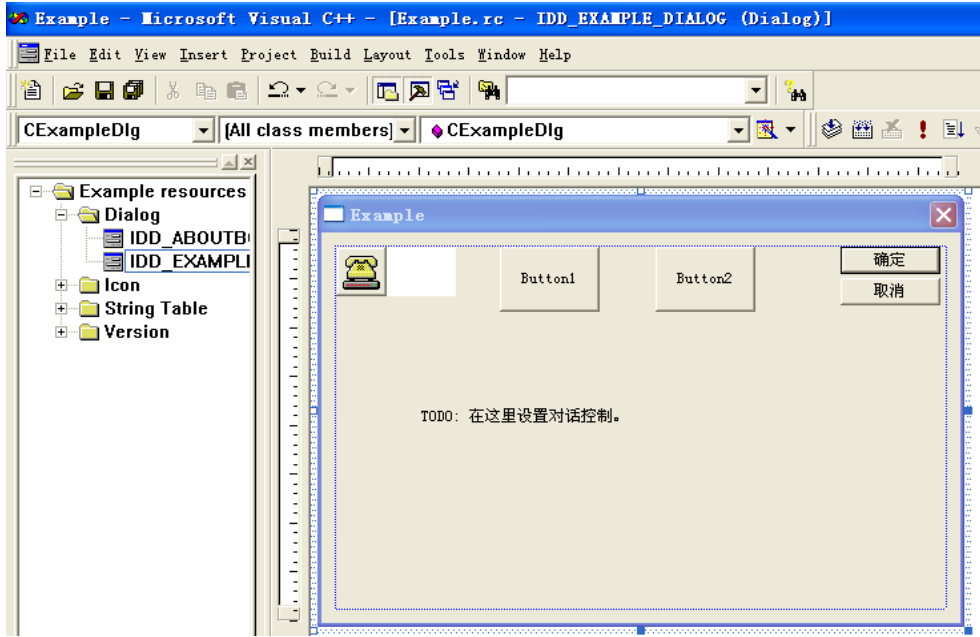 Example - Microsoft Visual C++ - [Example.rc - IDD_EXAMPLE_DIALOG (Dialog)]
File Edit View Insert Project Build Layout Tools Window Help
CExampleDlg [All class members] CExampleDlg
Example resources
Dialog
IDD_ABOUTB
IDD_EXAMPL
Icon
String Table
Version
Example
Button1
Button2
确定
取消
TODO: 在这里设置对话控制。